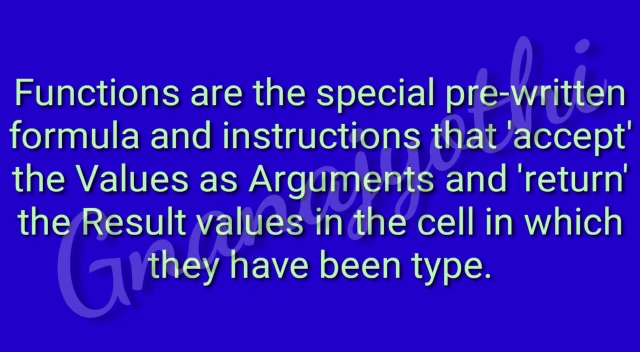 Functions are the special pre-written
formula and instructions that 'accept'
the Values as Arguments and 'return'
the Result values in the cell in which
they have been type.
Gnanajyothi